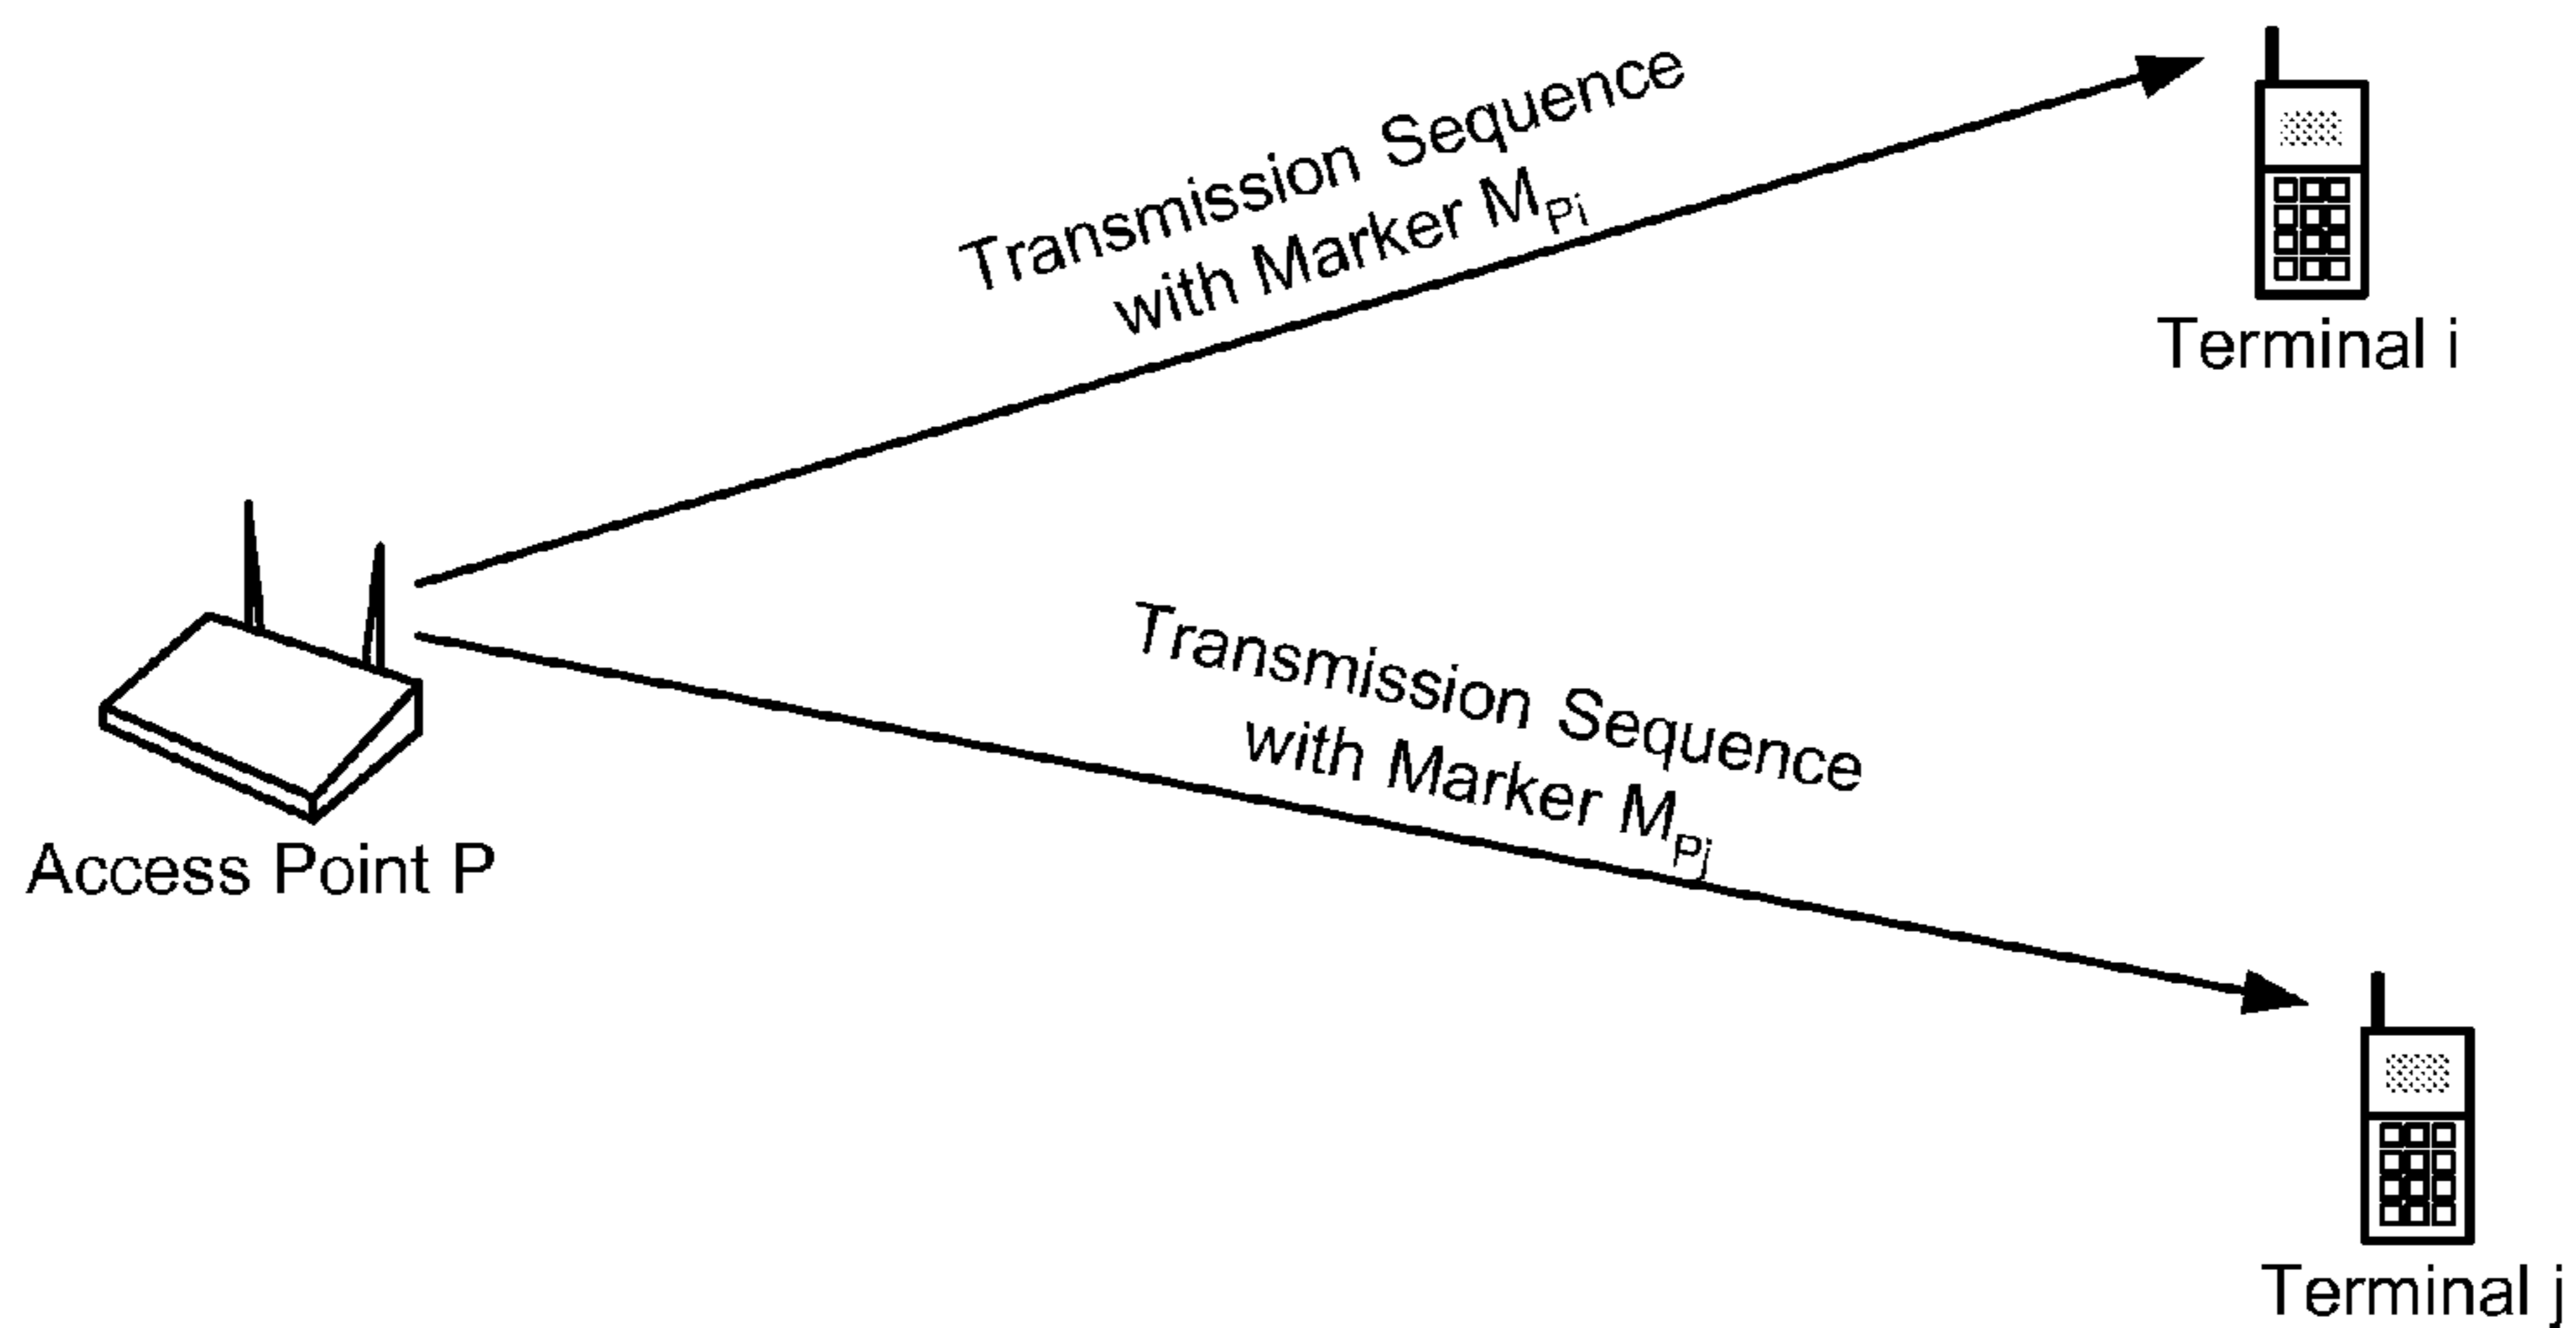 Transmission Sequence
with Marker M_Pi
Terminal i
Access Point P
Transmission Sequence
with Marker M_Pj
Terminal j